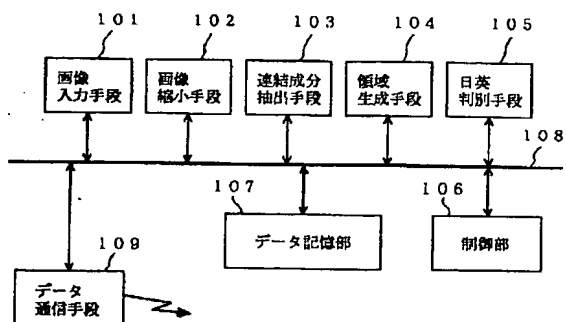 101
102
103
104
105
画像
入力手段
画像
縮小手段
連結成分
抽出手段
領域
生成手段
日英
判別手段
108
107
106
データ記憶部
制御部
109
データ
通信手段